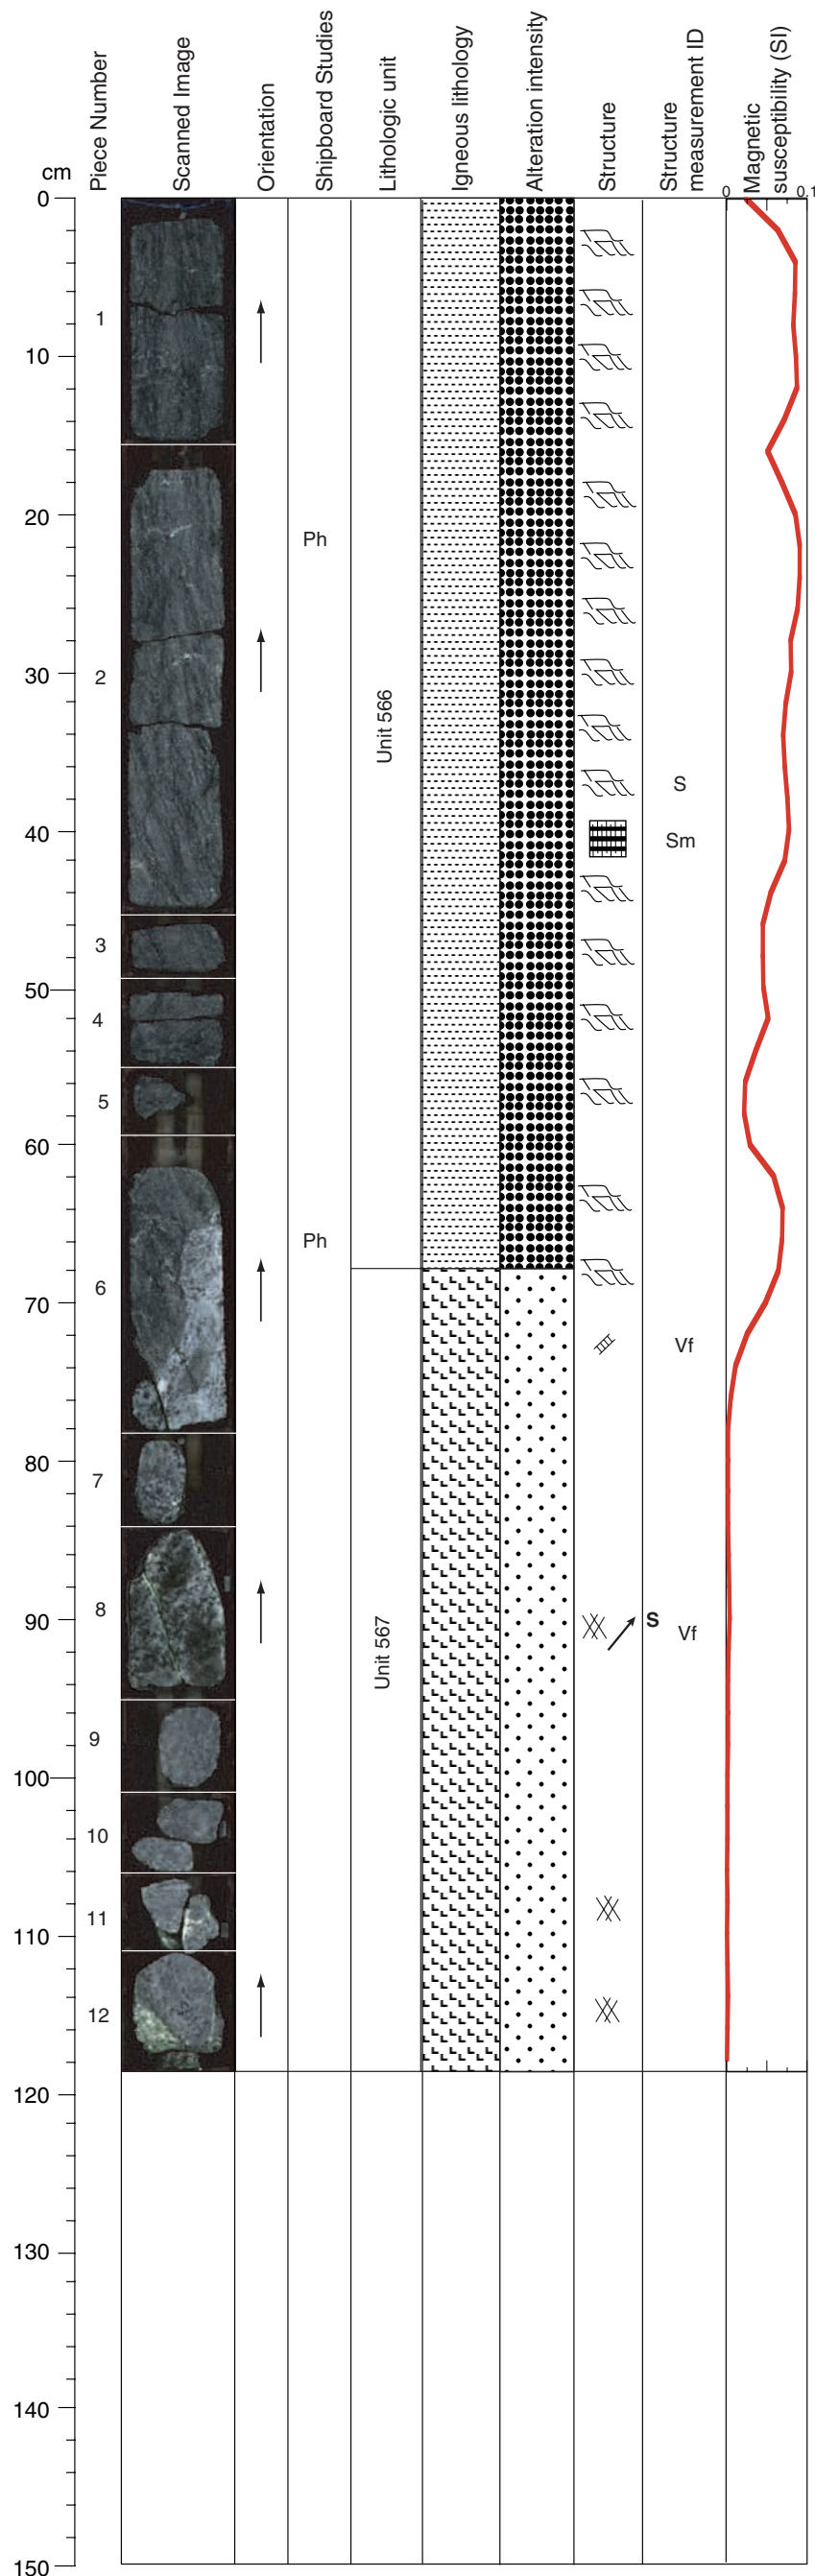 cm
Piece Number
Scanned Image
Orientation
Shipboard Studies
Lithologic unit
Igneous lithology
Alteration intensity
Structure
Structure
measurement ID
Magnetic
susceptibility (SI)
0 0.1
0
1
10
20
Ph
30
2
Unit 566
S
40
Sm
3
50
4
5
60
Ph
6
70
Vf
80
7
8
90
S
Vf
Unit 567
9
100
10
11
110
12
120
130
140
150